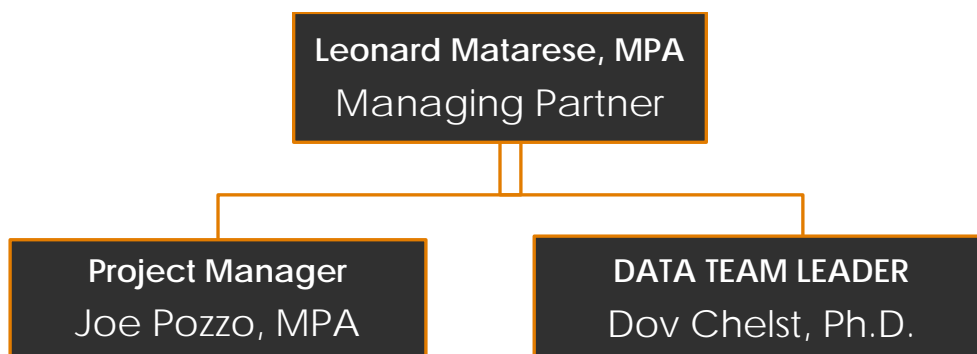 Leonard Matarese, MPA
Managing Partner
Project Manager
Joe Pozzo, MPA
DATA TEAM LEADER
Dov Chelst, Ph.D.